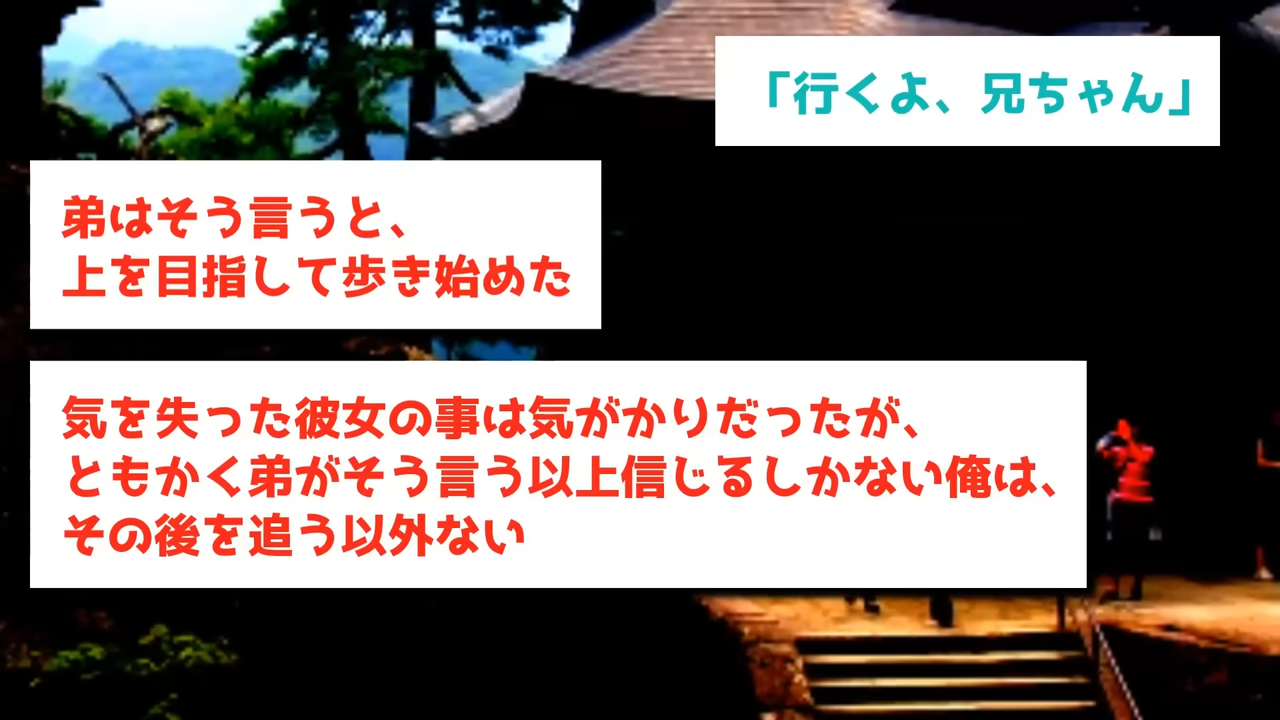 「行くよ、兄ちゃん」
弟はそう言うと、
上を目指して歩き始めた
気を失った彼女の事は気がかりだったが、
ともかく弟がそう言う以上信じるしかない俺は、
その後を追う以外ない